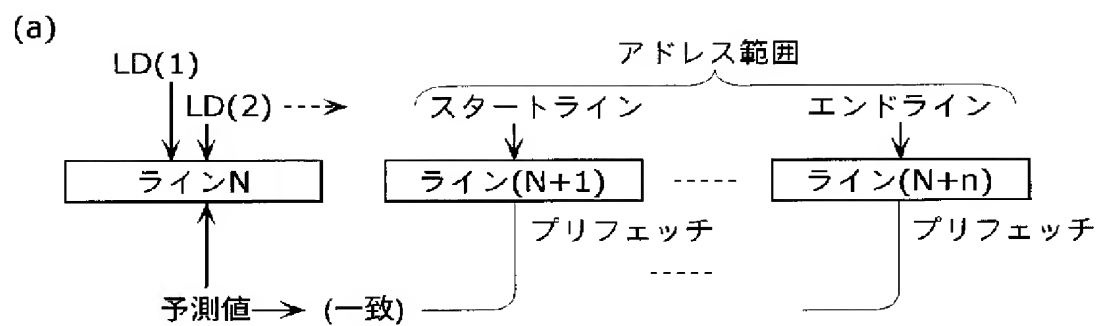 (a)
アドレス範囲
LD(1)
LD(2)
スタートライン
エンドライン
ラインN
ライン(N+1)
ライン(N+n)
プリフェッチ
プリフェッチ
予測値
(一致)